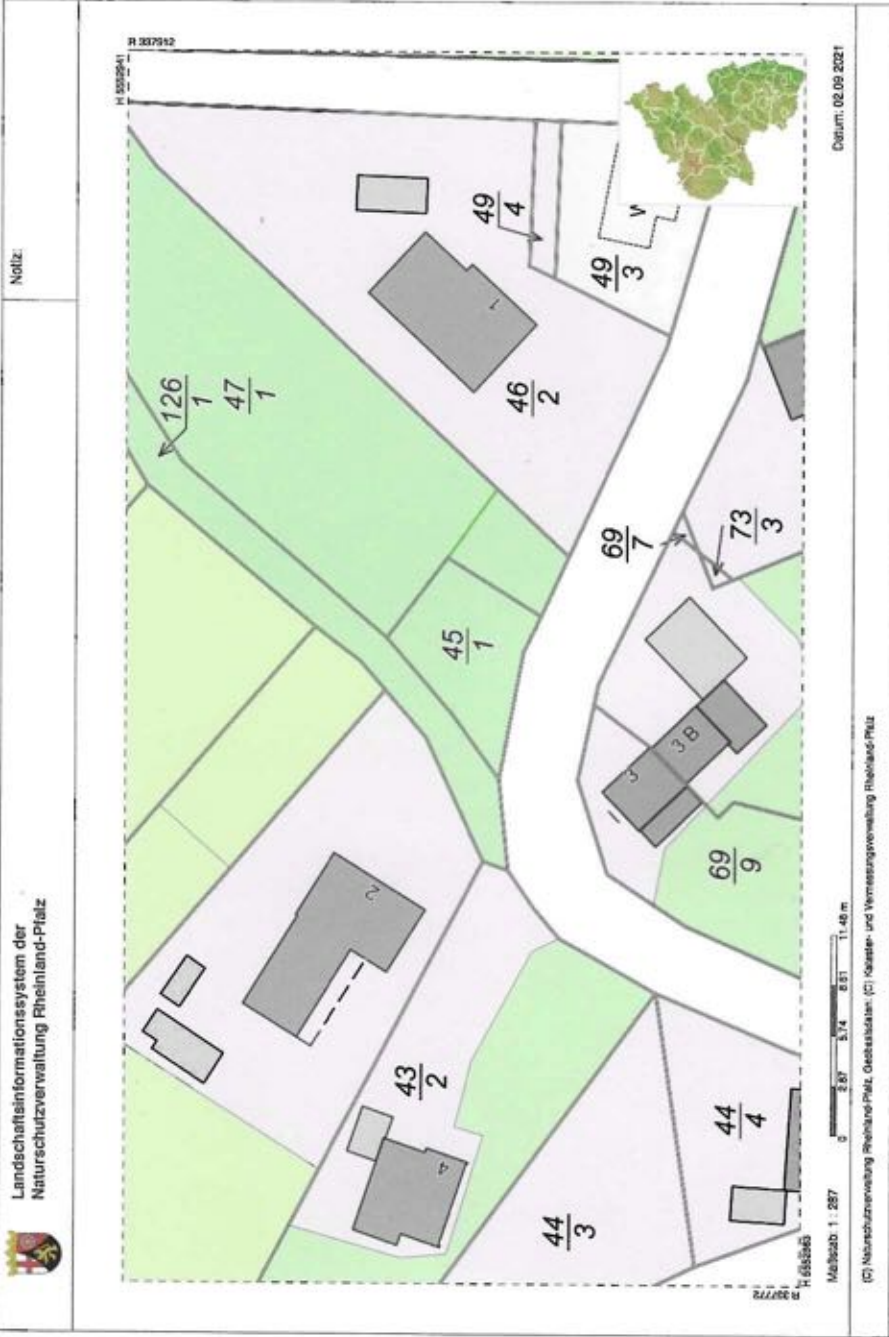 Landschaftsinformationssystem der
Naturschutzverwaltung Rheinland-Pfalz
Notiz:
R 337912
H 5552941
126
1
47
1
49
4
49
3
W
1
46
2
45
1
69
7
73
3
3
3 B
69
9
2
43
2
4
44
3
44
4
R 337772
Maßstab: 1 : 287
0 2.87 5.74 8.61 11.48 m
Datum: 02.09.2021
(C) Naturschutzverwaltung Rheinland-Pfalz, Geobasisdaten: (C) Kataster- und Vermessungsverwaltung Rheinland-Pfalz